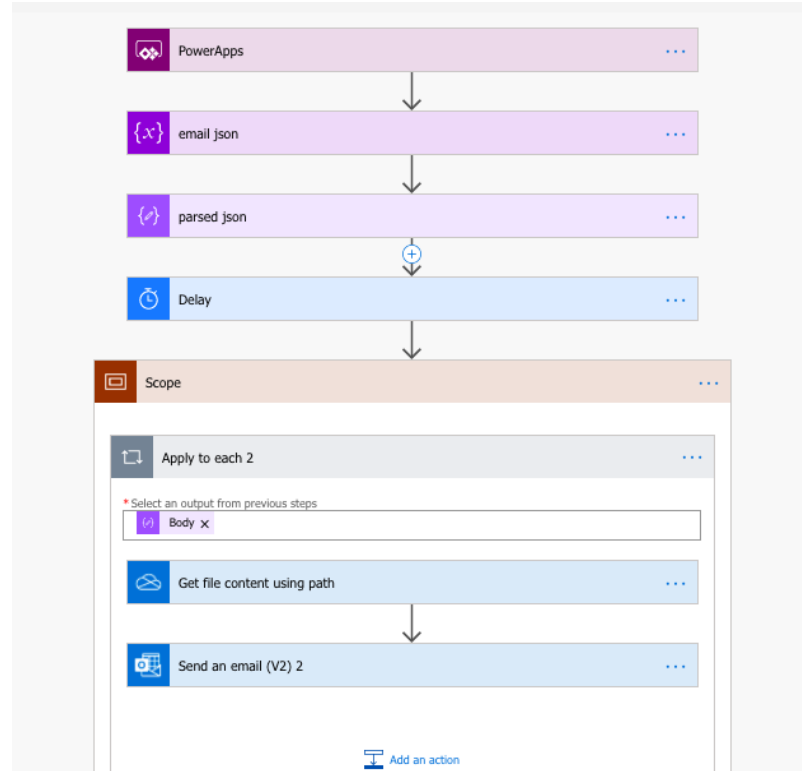 PowerApps
{x} email json
parsed json
Delay
Scope
Apply to each 2
* Select an output from previous steps
Body x
Get file content using path
Send an email (V2) 2
Add an action